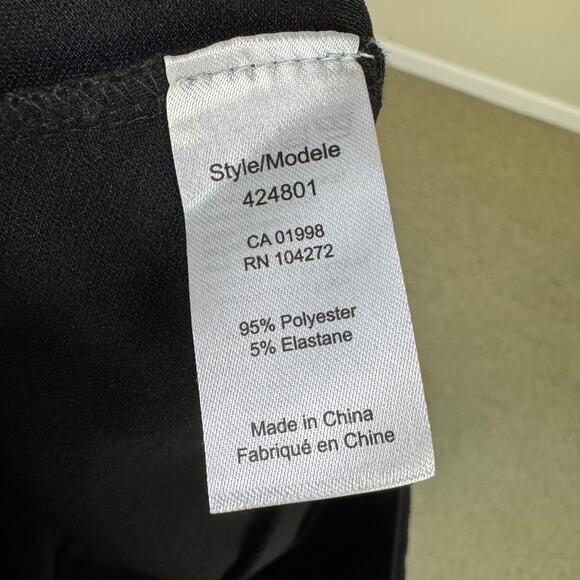 Style/Modele
424801
CA 01998
RN 104272
95% Polyester
5% Elastane
Made in China
Fabriqué en Chine